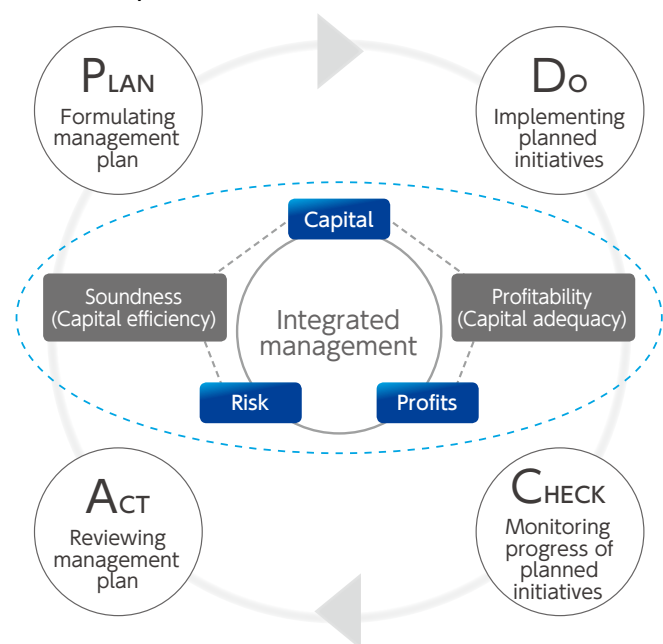 PLAN
Formulating
management
plan
DO
Implementing
planned
initiatives
Capital
Soundness
(Capital efficiency)
Profitability
(Capital adequacy)
Integrated
management
Risk
Profits
ACT
Reviewing
management
plan
CHECK
Monitoring
progress of
planned
initiatives